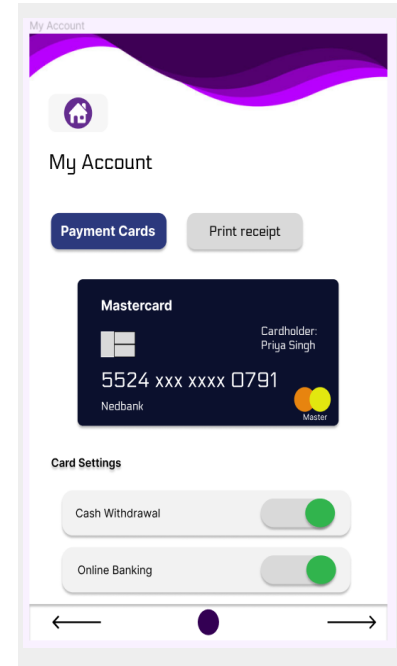 My Account
My Account
Payment Cards
Print receipt
Mastercard
Cardholder:
Priya Singh
5524 xxx xxxx 0791
Nedbank
Master
Card Settings
Cash Withdrawal
Online Banking